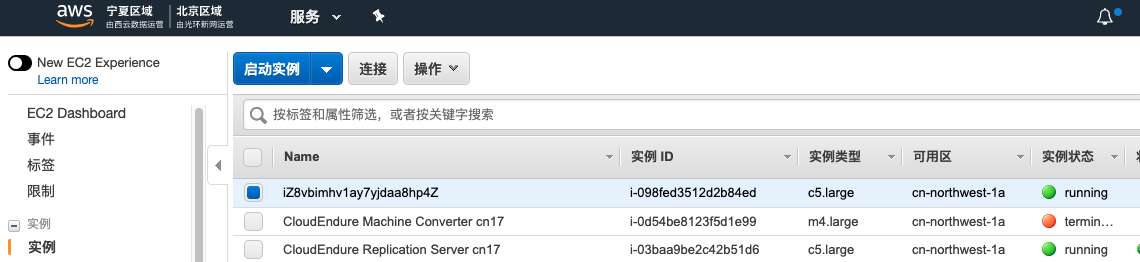 aws 宁夏区域 北京区域 服务
由西云数据运营 由光环新网运营
New EC2 Experience
Learn more
启动实例 连接 操作
EC2 Dashboard
事件
标签
限制
实例
实例
按标签和属性筛选，或者按关键字搜索
Name 实例 ID 实例类型 可用区 实例状态
iZ8vbimhv1ay7yjdaa8hp4Z i-098fed3512d2b84ed c5.large cn-northwest-1a running
CloudEndure Machine Converter cn17 i-0d54be8123f5d1e99 m4.large cn-northwest-1a termin…
CloudEndure Replication Server cn17 i-03baa9be2c42b51d6 c5.large cn-northwest-1a running